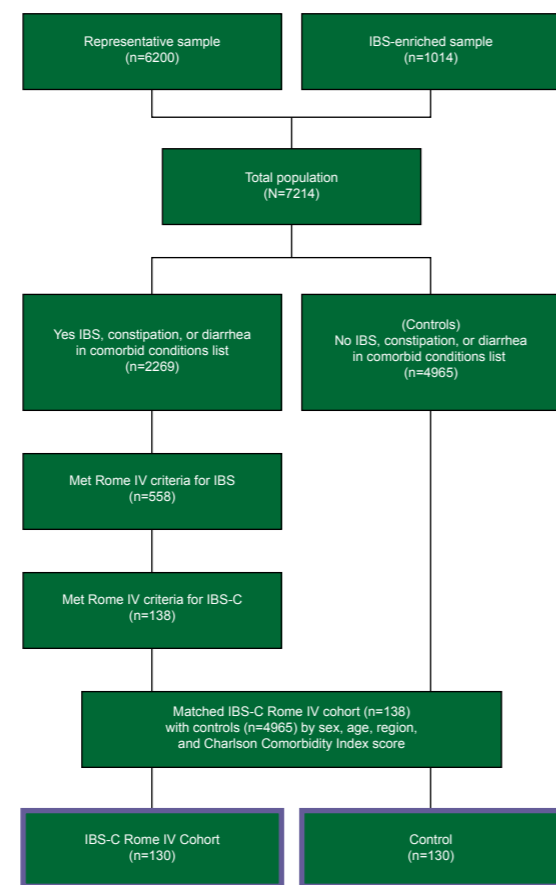 Representative sample
(n=6200)
IBS-enriched sample
(n=1014)
Total population
(N=7214)
Yes IBS, constipation, or diarrhea
in comorbid conditions list
(n=2269)
(Controls)
No IBS, constipation, or diarrhea
in comorbid conditions list
(n=4965)
Met Rome IV criteria for IBS
(n=558)
Met Rome IV criteria for IBS-C
(n=138)
Matched IBS-C Rome IV cohort (n=138)
with controls (n=4965) by sex, age, region,
and Charlson Comorbidity Index score
IBS-C Rome IV Cohort
(n=130)
Control
(n=130)